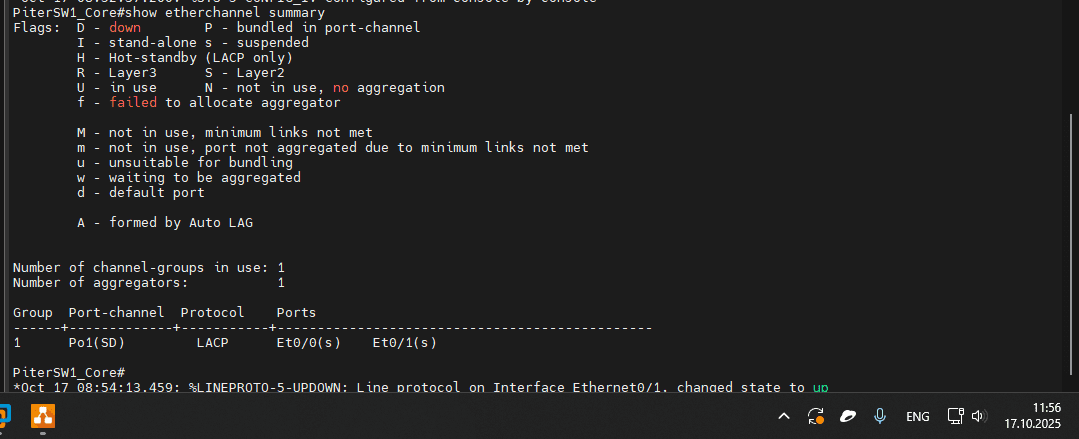 PiterSW1_Core#show etherchannel summary
Flags:  D - down        P - bundled in port-channel
        I - stand-alone s - suspended
        H - Hot-standby (LACP only)
        R - Layer3      S - Layer2
        U - in use      N - not in use, no aggregation
        f - failed to allocate aggregator

        M - not in use, minimum links not met
        m - not in use, port not aggregated due to minimum links not met
        u - unsuitable for bundling
        w - waiting to be aggregated
        d - default port

        A - formed by Auto LAG

Number of channel-groups in use: 1
Number of aggregators:           1

Group  Port-channel  Protocol    Ports
------+-------------+-----------+-----------------------------------------------
1      Po1(SD)         LACP      Et0/0(s)    Et0/1(s)

PiterSW1_Core#
*Oct 17 08:54:13.459: %LINEPROTO-5-UPDOWN: Line protocol on Interface Ethernet0/1, changed state to up
ENG
11:56
17.10.2025